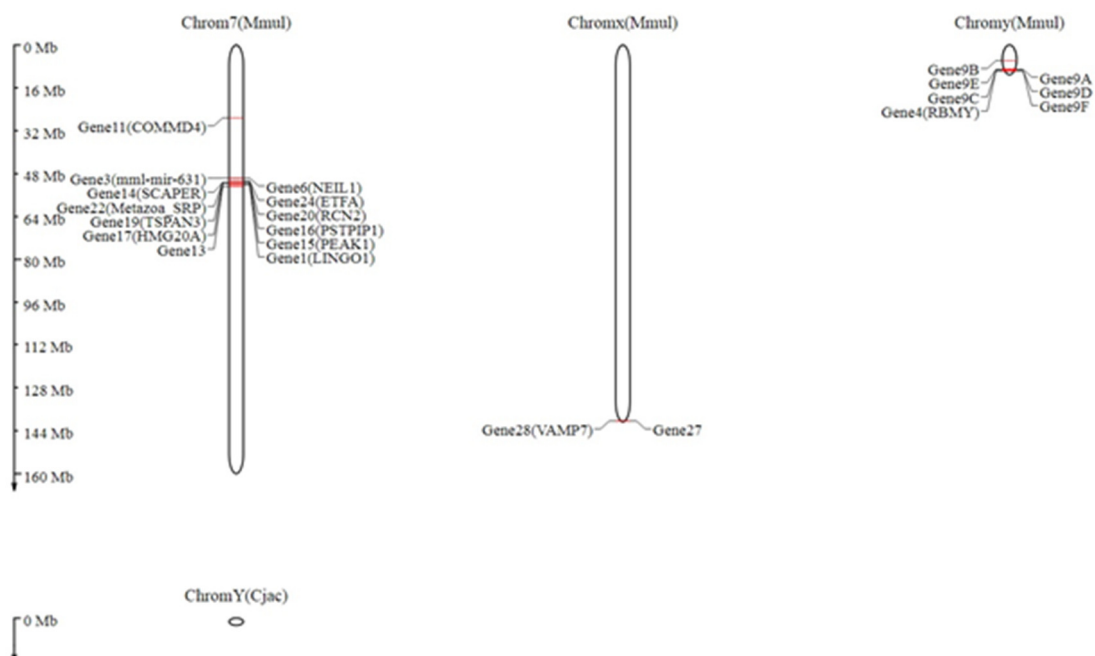 Chrom7(Mmul)
Chromx(Mmul)
Chromy(Mmul)
0 Mb
16 Mb
32 Mb
48 Mb
64 Mb
80 Mb
96 Mb
112 Mb
128 Mb
144 Mb
160 Mb
Gene11(COMMD4)
Gene3(mml-mir-631)
Gene14(SCAPER)
Gene22(Metazoa_SRP)
Gene19(TSPAN3)
Gene17(HMG20A)
Gene13
Gene6(NEIL1)
Gene24(ETFA)
Gene20(RCN2)
Gene16(PSTPIP1)
Gene15(PEAK1)
Gene1(LINGO1)
Gene28(VAMP7)
Gene27
Gene9B
Gene9E
Gene9C
Gene4(RBMY)
Gene9A
Gene9D
Gene9F
ChromY(Cjac)
0 Mb